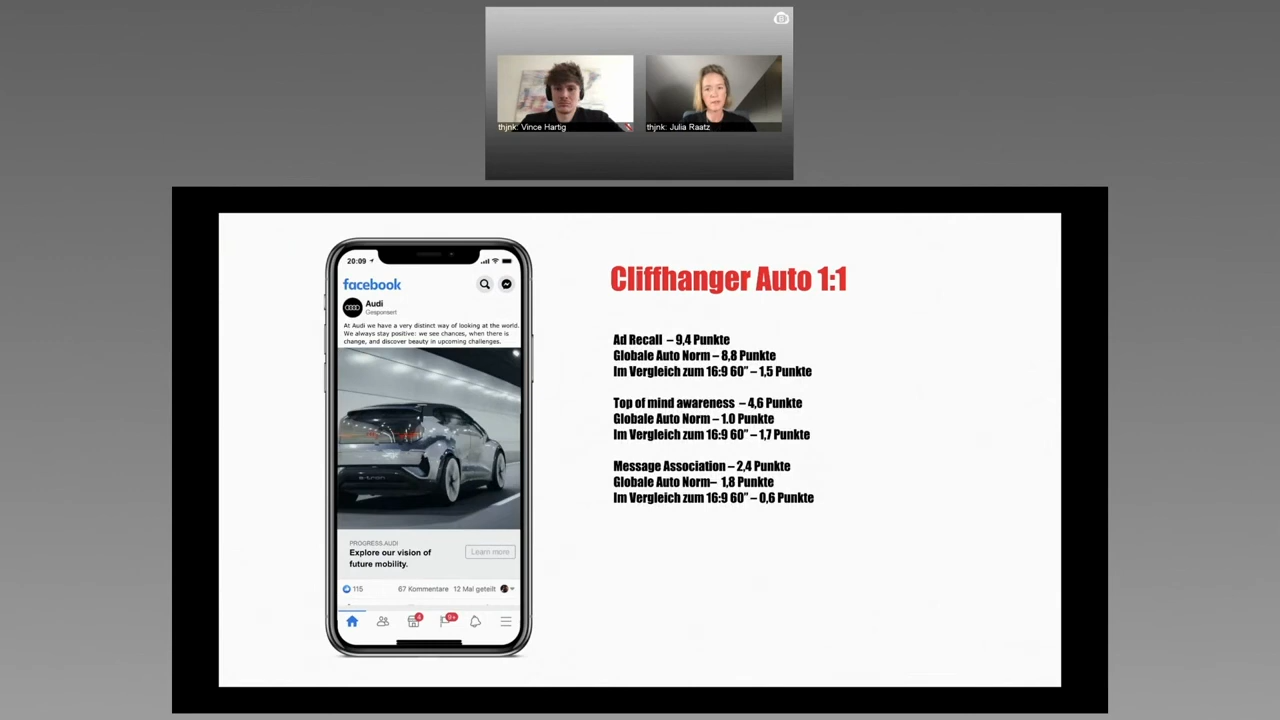 thjnk: Vince Hartig
thjnk: Julia Raatz
20:09
facebook
Audi
Gesponsert
At Audi we have a very distinct way of looking at the world.
We always stay positive: we see chances, when there is
change, and discover beauty in upcoming challenges.
e-tron
PROGRESS.AUDI
Explore our vision of
future mobility.
Learn more
115
67 Kommentare
12 Mal geteilt
4
9+
Cliffhanger Auto 1:1
Ad Recall – 9,4 Punkte
Globale Auto Norm – 8,8 Punkte
Im Vergleich zum 16:9 60” – 1,5 Punkte
Top of mind awareness – 4,6 Punkte
Globale Auto Norm – 1.0 Punkte
Im Vergleich zum 16:9 60” – 1,7 Punkte
Message Association – 2,4 Punkte
Globale Auto Norm– 1,8 Punkte
Im Vergleich zum 16:9 60” – 0,6 Punkte